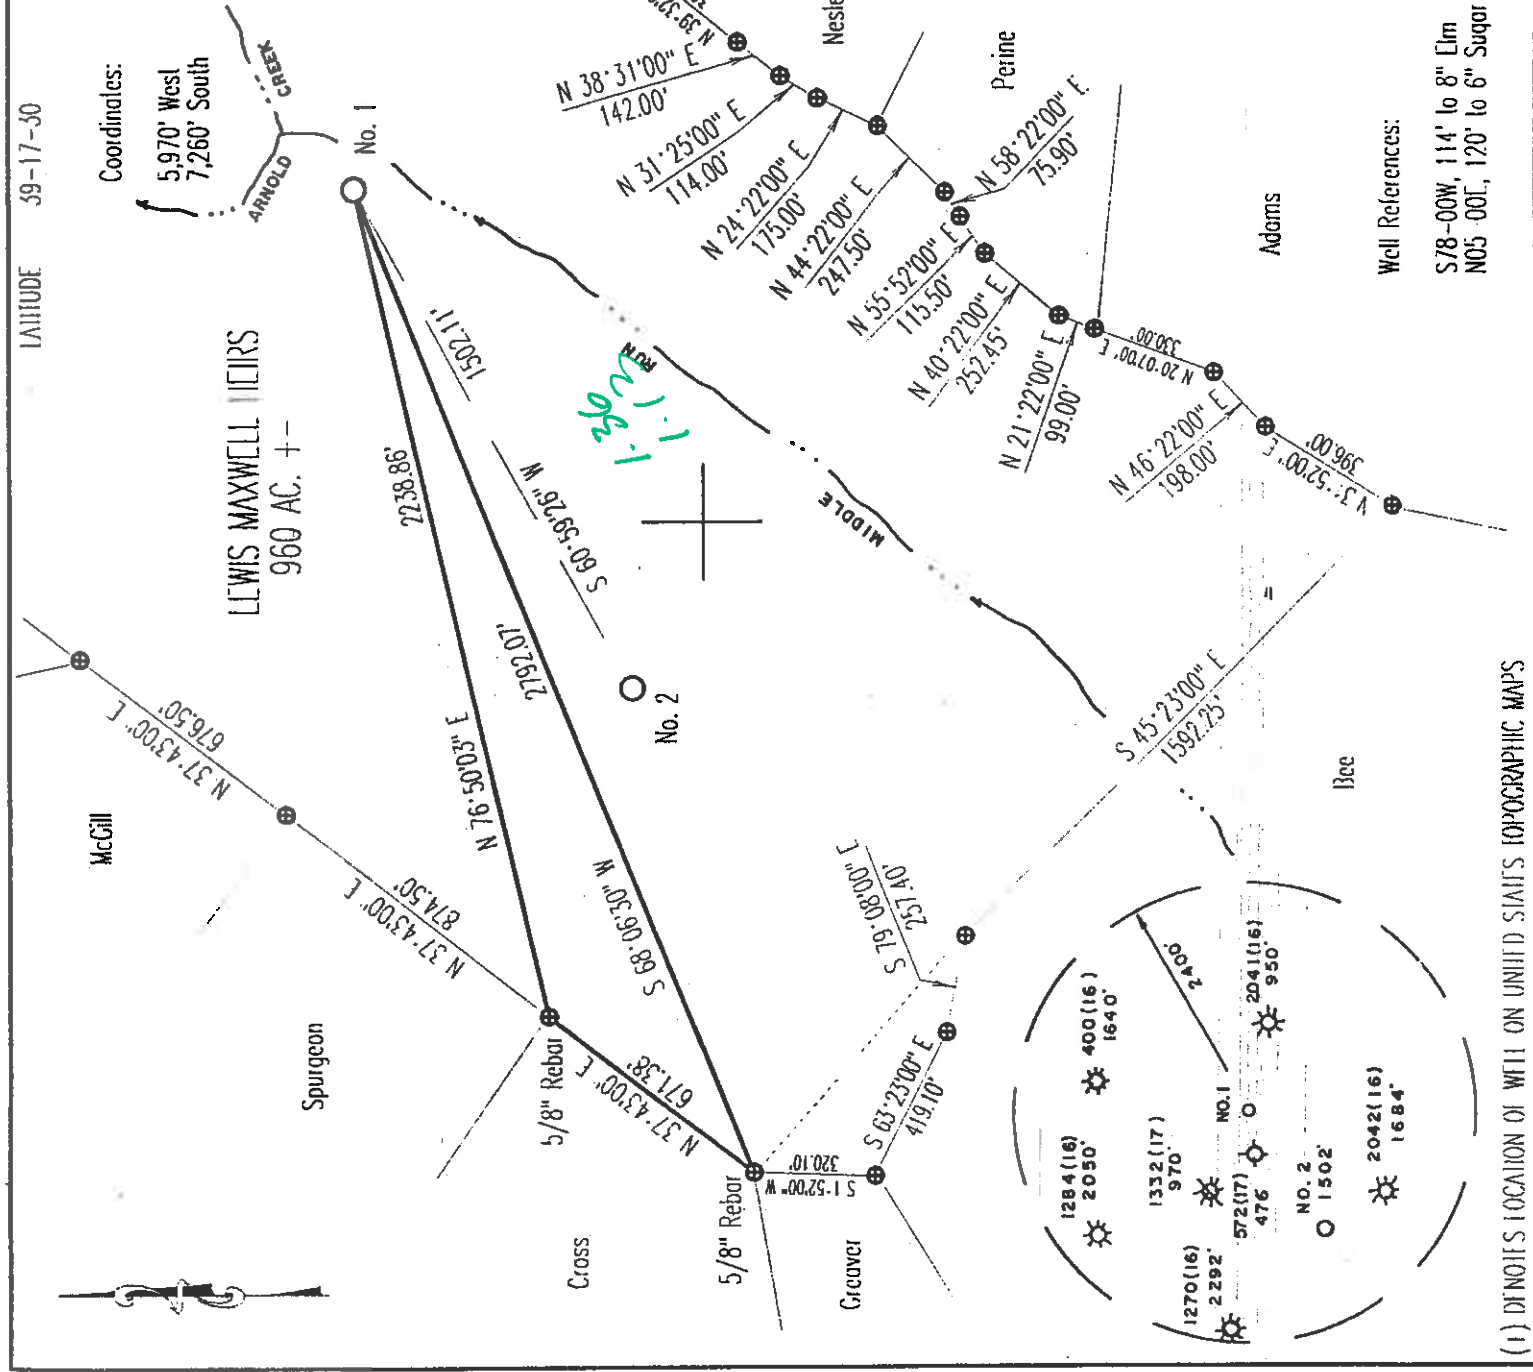 LATITUDE 39-17-30
Coordinates:
5,970' West
7,260' South
ARNOLD
CREEK
No. 1
LEWIS MAXWELL HEIRS
960 AC. +-
2238.86'
N 76°50'03" E
2792.07'
S 68°06'30" W
1502.11'
S 60°59'26" W
No. 2
1.36
MIDDLE
RUN
McGill
N 37°43'00" E
676.50'
N 37°43'00" E
874.50'
Spurgeon
5/8" Rebar
N 37°43'00" E
671.38'
Cross
5/8" Rebar
S 1°52'00" W
320.10'
Greaver
S 63°23'00" E
419.10'
S 79°08'00" E
257.40'
S 45°23'00" E
1592.25'
Bee
N 38°31'00" E
142.00'
N 31°25'00" E
114.00'
N 24°22'00" E
175.00'
N 44°22'00" E
247.50'
N 58°22'00" E
75.90'
N 55°52'00" E
115.50'
N 40°22'00" E
252.45'
N 21°22'00" E
99.00'
N 20°07'00" E
330.00'
N 46°22'00" E
198.00'
396.00'
Perine
Adams
Well References:
S78-00W, 114' to 8" Elm
N05-00E, 120' to 6" Sugar
2400'
400(16)
1640'
1284(16)
2050'
1332(17)
970'
NO.1
2041(16)
950'
572(17)
476
1270(16)
2292'
NO. 2
1502'
2042(16)
1684'
(1) DENOTES LOCATION OF WELL ON UNITED STATES TOPOGRAPHIC MAPS